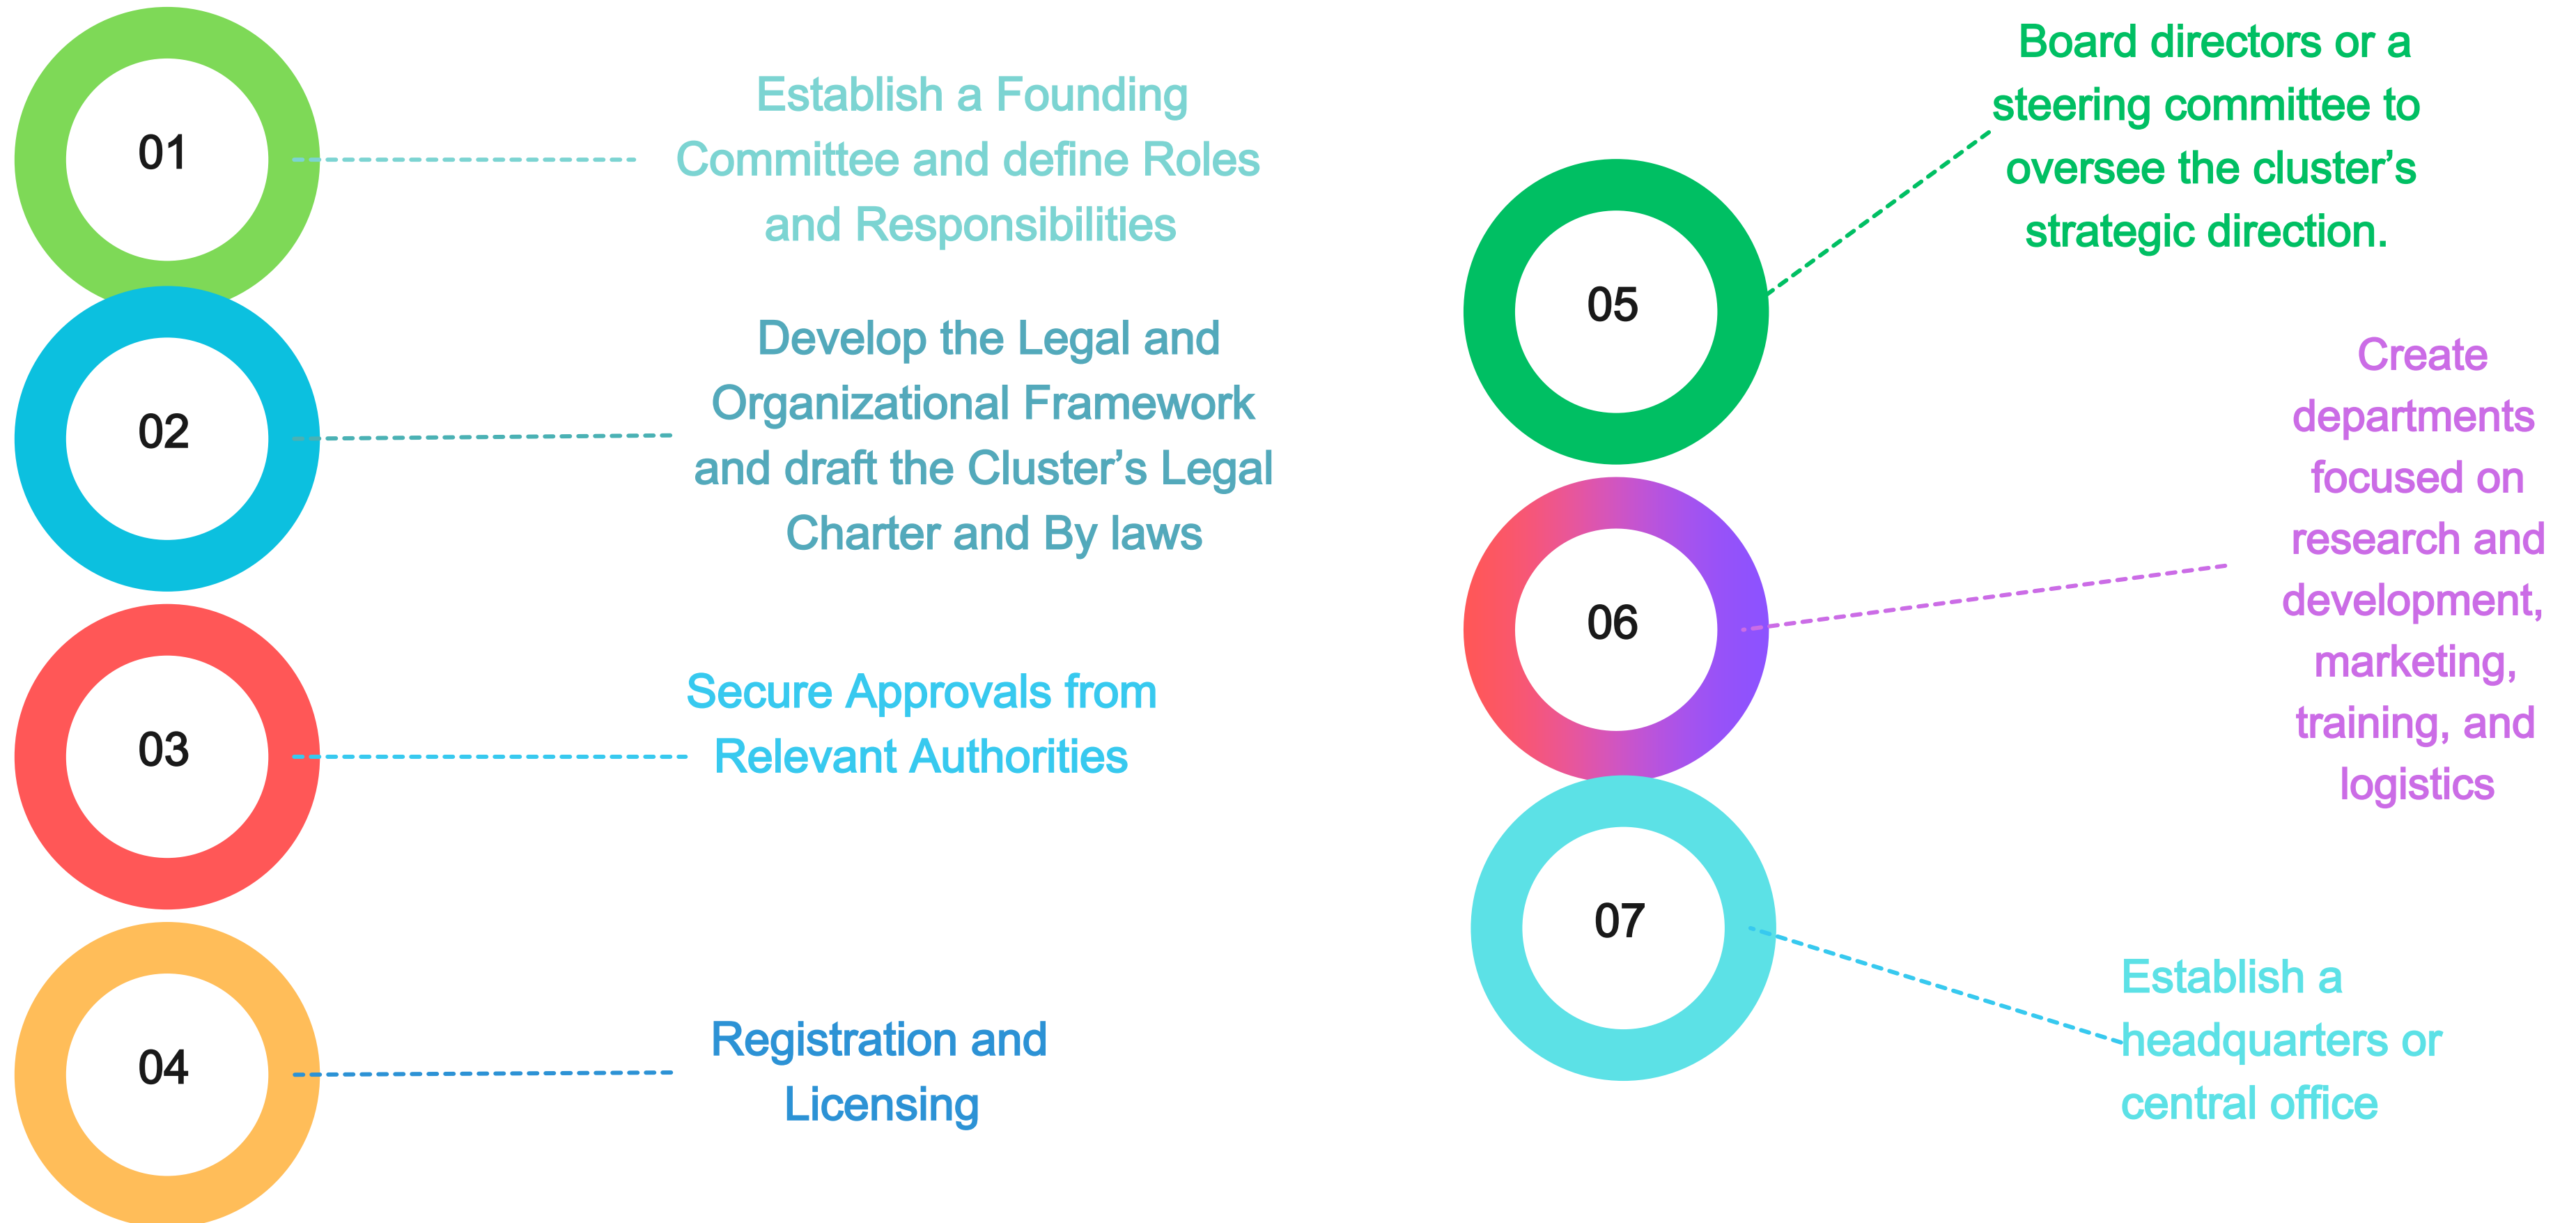 01
Establish a Founding
Committee and define Roles
and Responsibilities
02
Develop the Legal and
Organizational Framework
and draft the Cluster’s Legal
Charter and By laws
03
Secure Approvals from
Relevant Authorities
04
Registration and
Licensing
05
Board directors or a
steering committee to
oversee the cluster’s
strategic direction.
06
Create
departments
focused on
research and
development,
marketing,
training, and
logistics
07
Establish a
headquarters or
central office